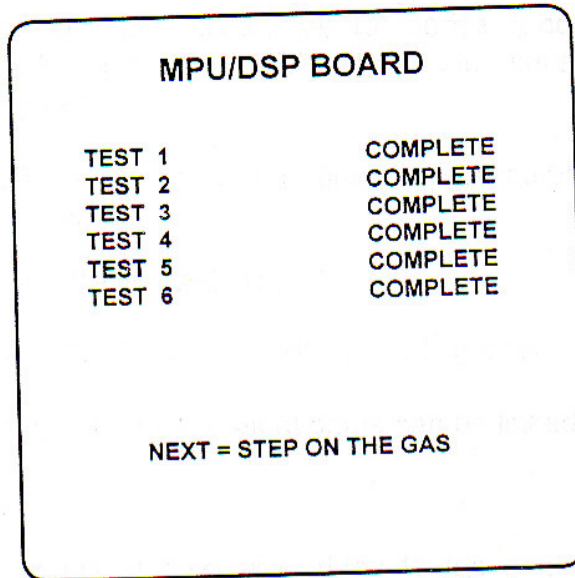 MPU/DSP BOARD
TEST 1 COMPLETE
TEST 2 COMPLETE
TEST 3 COMPLETE
TEST 4 COMPLETE
TEST 5 COMPLETE
TEST 6 COMPLETE
NEXT = STEP ON THE GAS